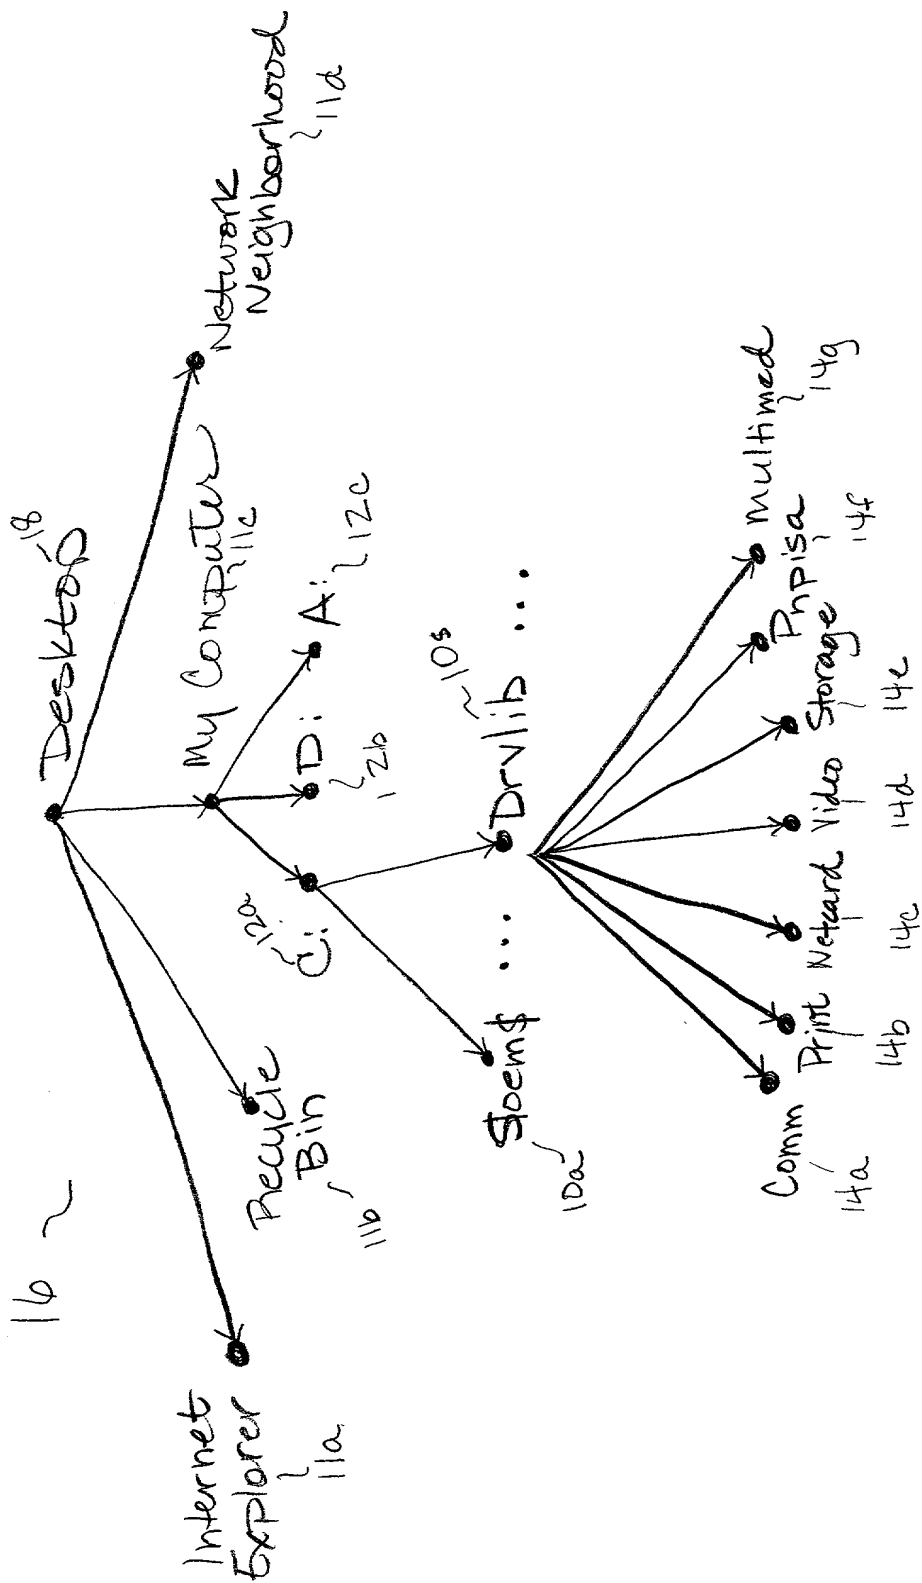 16
Desktop
18
Internet
Explorer
11a
Recycle
Bin
11b
My Computer
11c
Network
Neighborhood
11d
C:
12a
D:
12b
A:
12c
$oem$
10a
...
Drvlib ...
10s
Comm
14a
Print
14b
Netcard
14c
Video
14d
Storage
14e
Pnpisa
14f
Multimed
14g